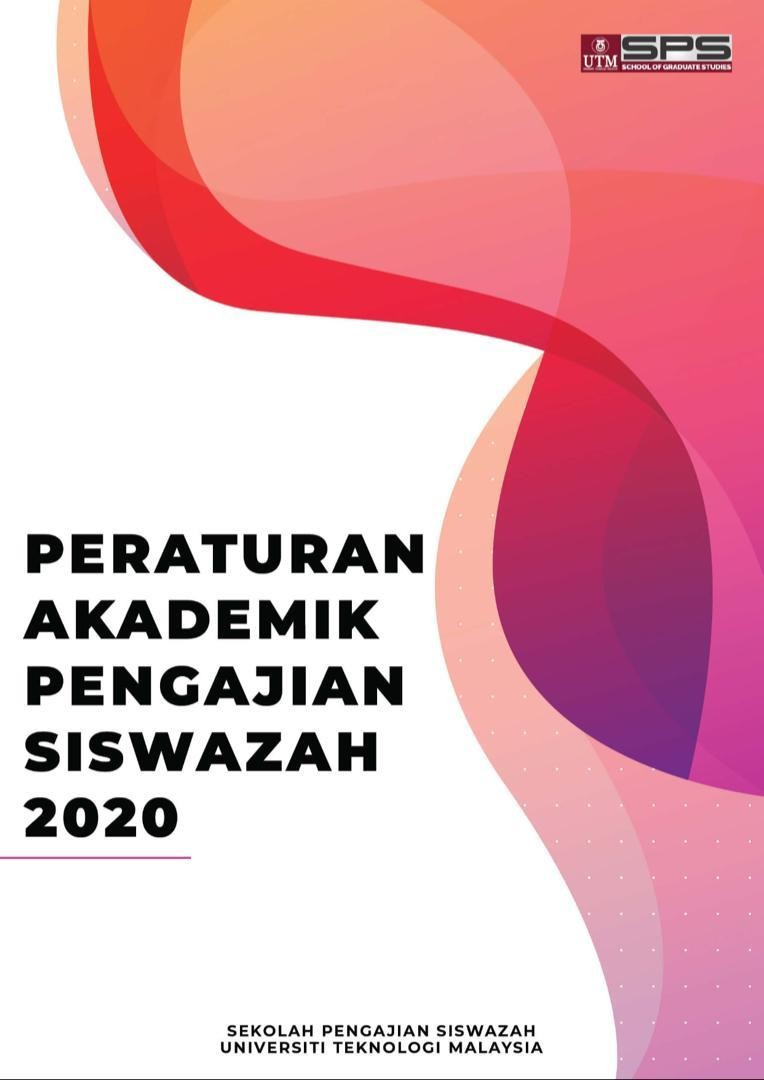 UTM
SPS
SCHOOL OF GRADUATE STUDIES
PERATURAN
AKADEMIK
PENGAJIAN
SISWAZAH
2020
SEKOLAH PENGAJIAN SISWAZAH
UNIVERSITI TEKNOLOGI MALAYSIA